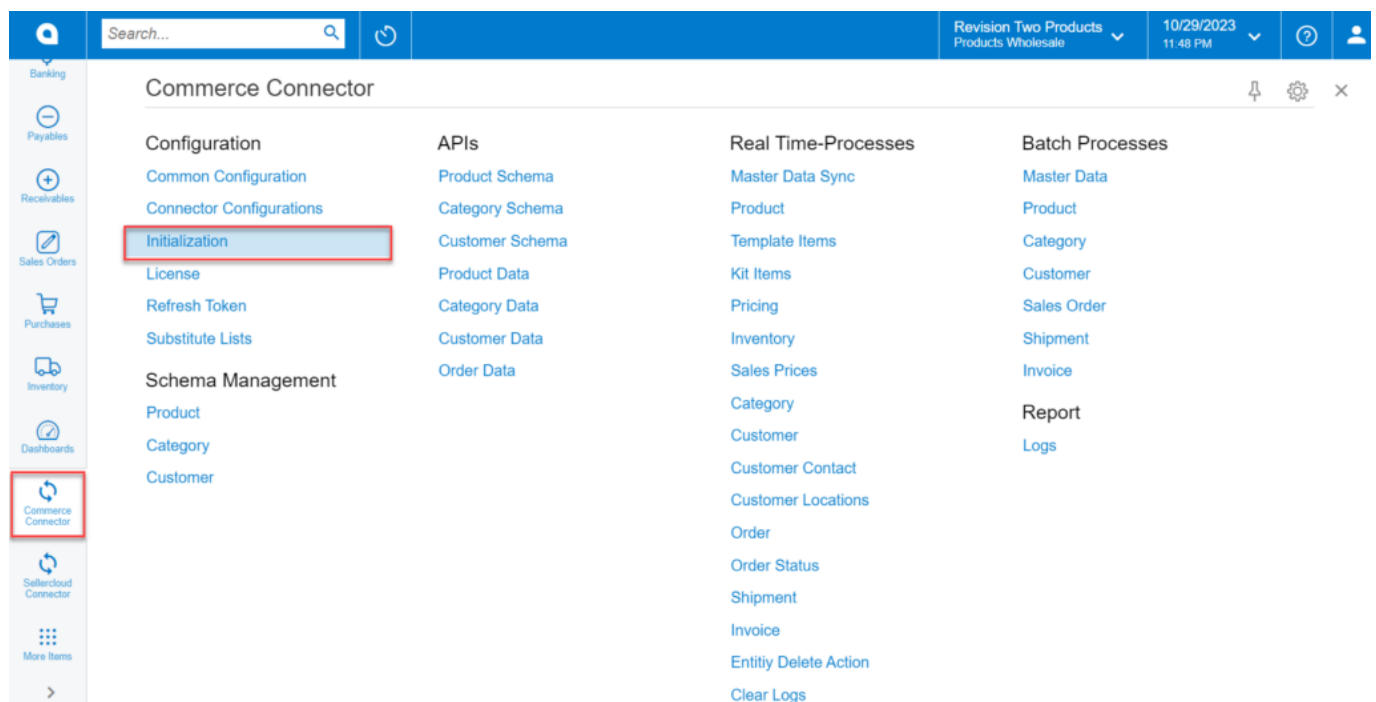 Search...
Revision Two Products
Products Wholesale
10/29/2023
11:48 PM
Banking
Payables
Receivables
Sales Orders
Purchases
Inventory
Dashboards
Commerce
Connector
Sellercloud
Connector
More Items
Commerce Connector
Configuration
Common Configuration
Connector Configurations
Initialization
License
Refresh Token
Substitute Lists
Schema Management
Product
Category
Customer
APIs
Product Schema
Category Schema
Customer Schema
Product Data
Category Data
Customer Data
Order Data
Real Time-Processes
Master Data Sync
Product
Template Items
Kit Items
Pricing
Inventory
Sales Prices
Category
Customer
Customer Contact
Customer Locations
Order
Order Status
Shipment
Invoice
Entitiy Delete Action
Clear Logs
Batch Processes
Master Data
Product
Category
Customer
Sales Order
Shipment
Invoice
Report
Logs